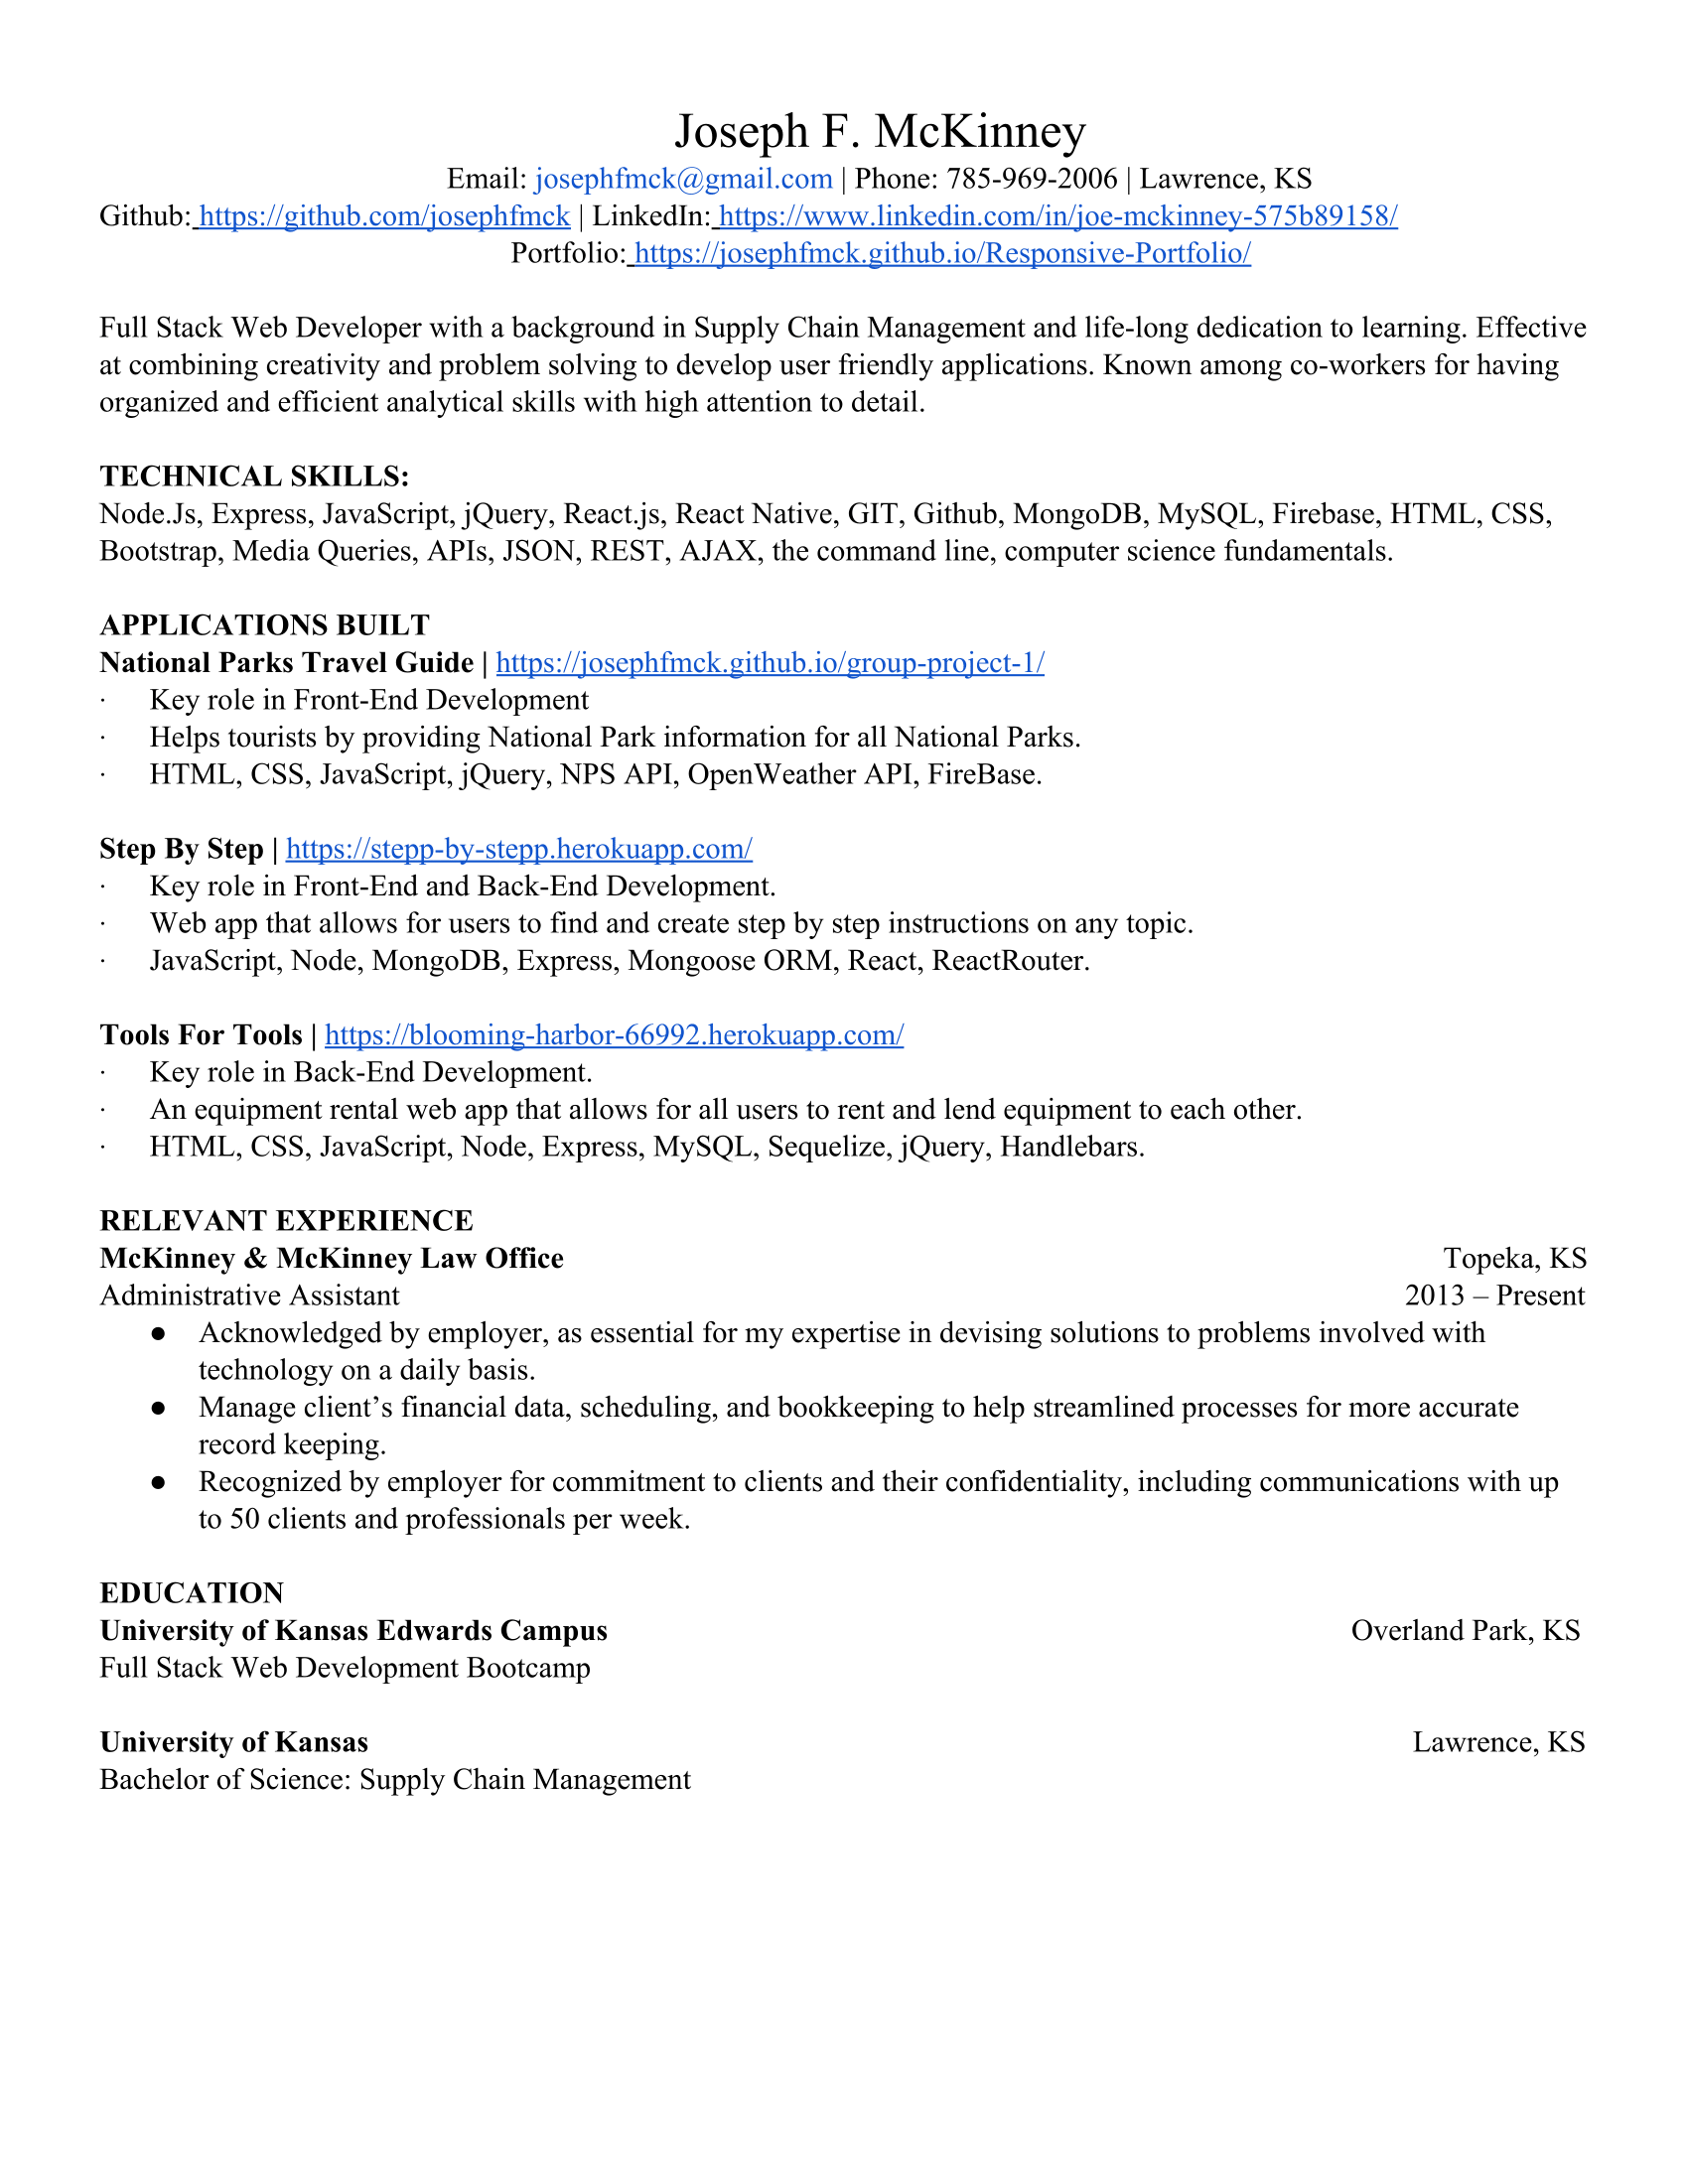 Joseph F. McKinney
Email: josephfmck@gmail.com | Phone: 785-969-2006 | Lawrence, KS
Github: https://github.com/josephfmck | LinkedIn: https://www.linkedin.com/in/joe-mckinney-575b89158/
Portfolio: https://josephfmck.github.io/Responsive-Portfolio/
Full Stack Web Developer with a background in Supply Chain Management and life-long dedication to learning. Effective
at combining creativity and problem solving to develop user friendly applications. Known among co-workers for having
organized and efficient analytical skills with high attention to detail.
TECHNICAL SKILLS:
Node.Js, Express, JavaScript, jQuery, React.js, React Native, GIT, Github, MongoDB, MySQL, Firebase, HTML, CSS,
Bootstrap, Media Queries, APIs, JSON, REST, AJAX, the command line, computer science fundamentals.
APPLICATIONS BUILT
National Parks Travel Guide | https://josephfmck.github.io/group-project-1/
· Key role in Front-End Development
· Helps tourists by providing National Park information for all National Parks.
· HTML, CSS, JavaScript, jQuery, NPS API, OpenWeather API, FireBase.
Step By Step | https://stepp-by-stepp.herokuapp.com/
· Key role in Front-End and Back-End Development.
· Web app that allows for users to find and create step by step instructions on any topic.
· JavaScript, Node, MongoDB, Express, Mongoose ORM, React, ReactRouter.
Tools For Tools | https://blooming-harbor-66992.herokuapp.com/
· Key role in Back-End Development.
· An equipment rental web app that allows for all users to rent and lend equipment to each other.
· HTML, CSS, JavaScript, Node, Express, MySQL, Sequelize, jQuery, Handlebars.
RELEVANT EXPERIENCE
McKinney & McKinney Law Office Topeka, KS
Administrative Assistant 2013 – Present
● Acknowledged by employer, as essential for my expertise in devising solutions to problems involved with
technology on a daily basis.
● Manage client’s financial data, scheduling, and bookkeeping to help streamlined processes for more accurate
record keeping.
● Recognized by employer for commitment to clients and their confidentiality, including communications with up
to 50 clients and professionals per week.
EDUCATION
University of Kansas Edwards Campus Overland Park, KS
Full Stack Web Development Bootcamp
University of Kansas Lawrence, KS
Bachelor of Science: Supply Chain Management